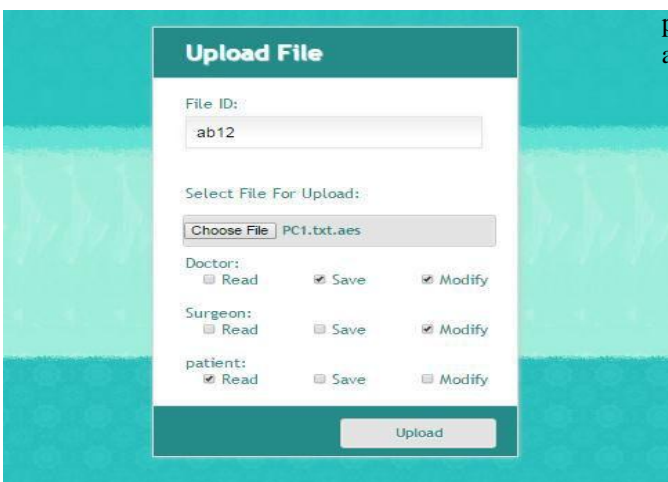 Upload File
File ID:
ab12
Select File For Upload:
Choose File PC1.txt.aes
Doctor:
Read Save Modify
Surgeon:
Read Save Modify
patient:
Read Save Modify
Upload